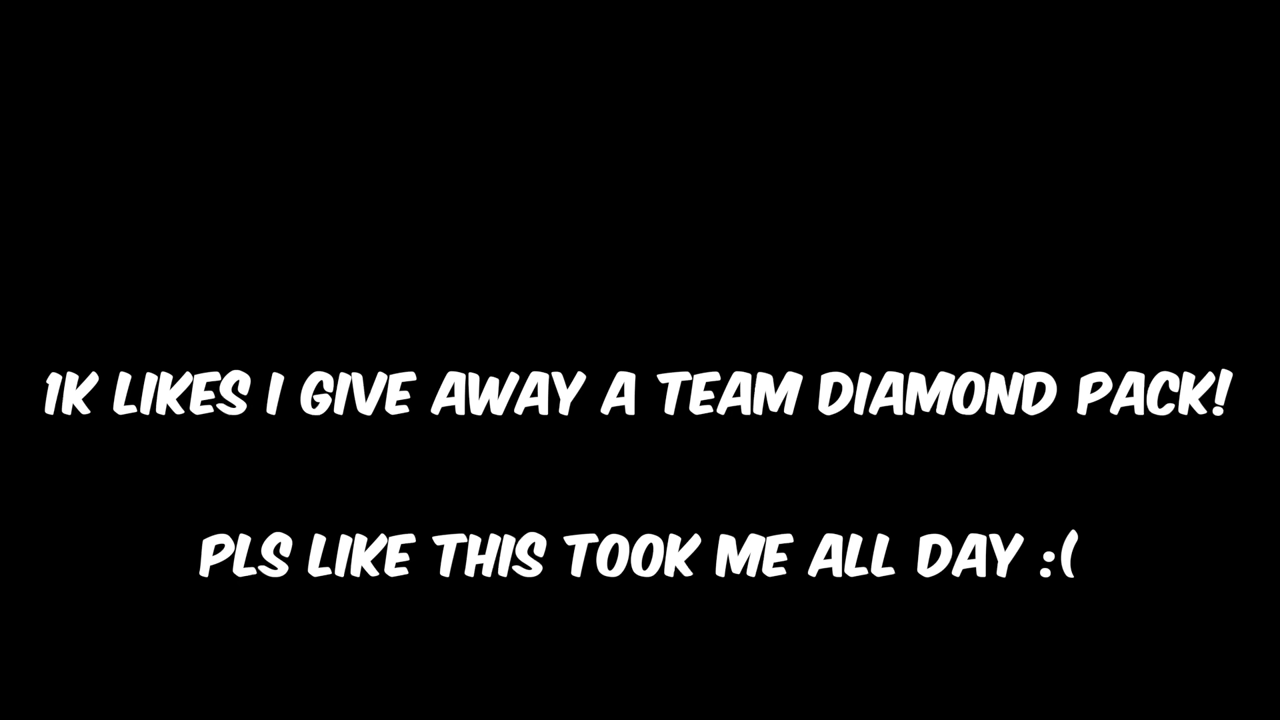 1K LIKES I GIVE AWAY A TEAM DIAMOND PACK!
PLS LIKE THIS TOOK ME ALL DAY :(